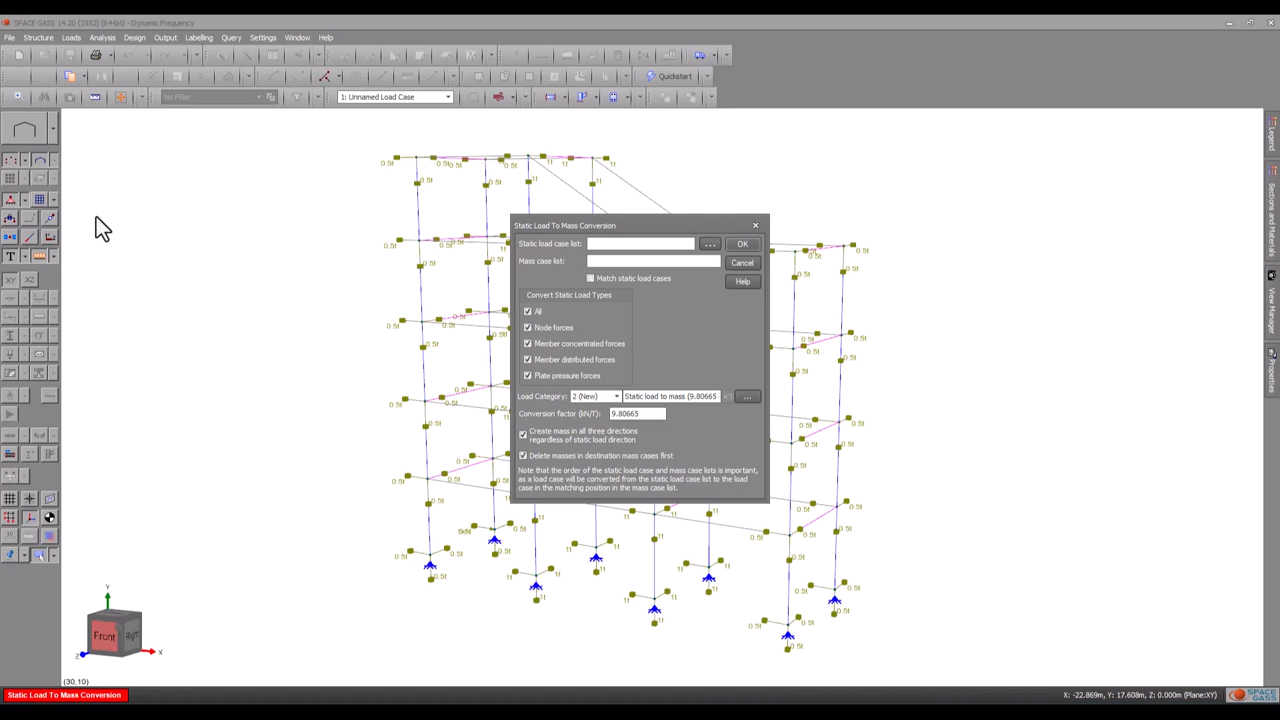 SPACE GASS 14.20 (3552) (64-bit) - Dynamic Frequency
File Structure Loads Analysis Design Output Labelling Query Settings Window Help
Quickstart
No Filter
1: Unnamed Load Case
Static Load To Mass Conversion
Static load case list:
... OK
Mass case list:
Cancel
Match static load cases
Help
Convert Static Load Types
All
Node forces
Member concentrated forces
Member distributed forces
Plate pressure forces
Load Category: 2 (New) Static load to mass (9.80665 ...
Conversion factor (kN/T): 9.80665
Create mass in all three directions
regardless of static load direction
Delete masses in destination mass cases first
Note that the order of the static load case and mass case lists is important,
as a load case will be converted from the static load case list to the load
case in the matching position in the mass case list.
Legend
Sections and Materials
View Manager
Properties
Y
Front Right
Z X
(30,10)
Static Load To Mass Conversion
X: -22.869m, Y: 17.608m, Z: 0.000m (Plane:XY)
SPACE GASS